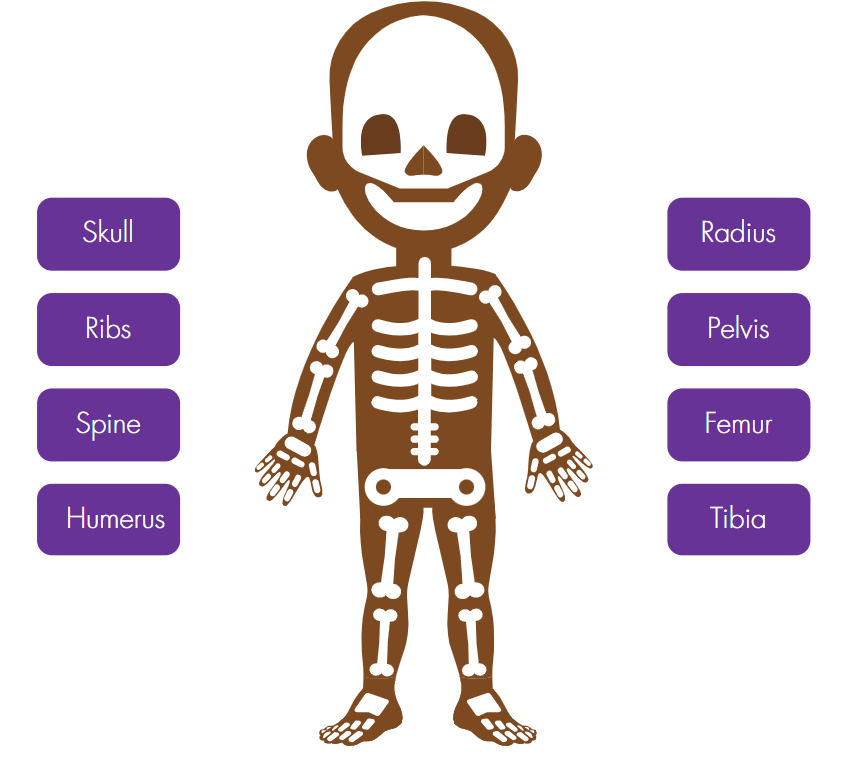 Skull
Ribs
Spine
Humerus
Radius
Pelvis
Femur
Tibia